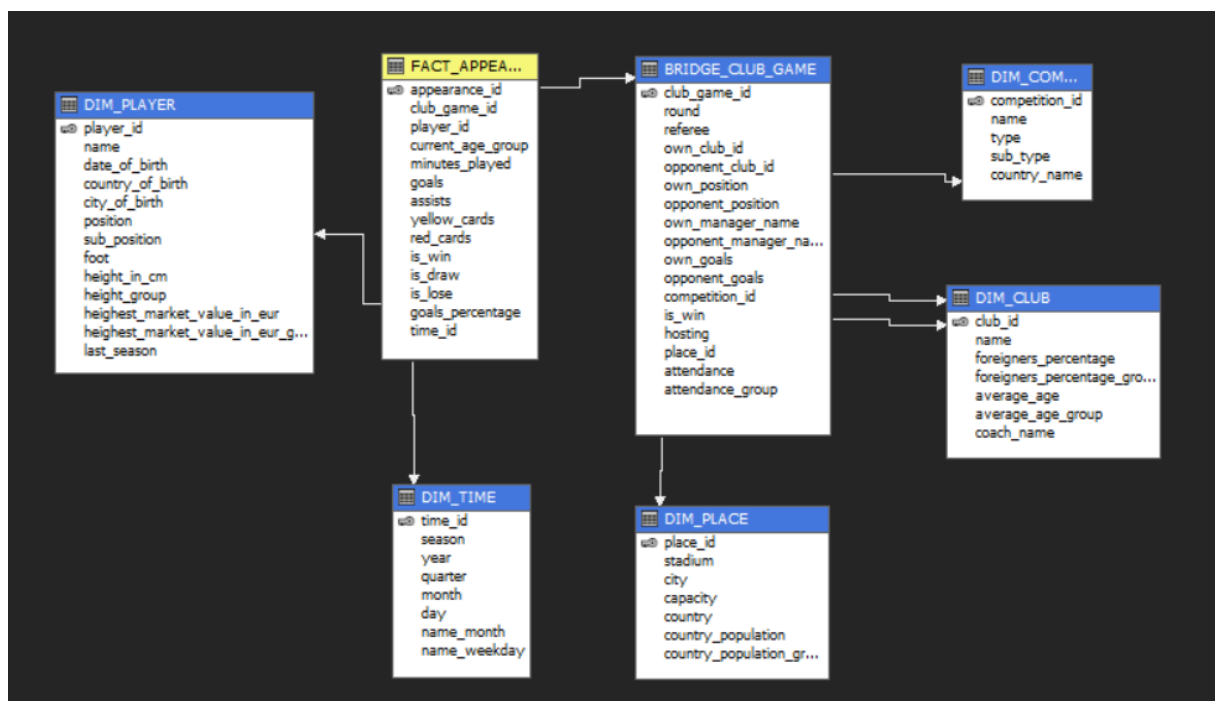 DIM_PLAYER
player_id
name
date_of_birth
country_of_birth
city_of_birth
position
sub_position
foot
height_in_cm
height_group
heighest_market_value_in_eur
heighest_market_value_in_eur_g...
last_season
FACT_APPEA...
appearance_id
club_game_id
player_id
current_age_group
minutes_played
goals
assists
yellow_cards
red_cards
is_win
is_draw
is_lose
goals_percentage
time_id
BRIDGE_CLUB_GAME
club_game_id
round
referee
own_club_id
opponent_club_id
own_position
opponent_position
own_manager_name
opponent_manager_na...
own_goals
opponent_goals
competition_id
is_win
hosting
place_id
attendance
attendance_group
DIM_COM...
competition_id
name
type
sub_type
country_name
DIM_CLUB
club_id
name
foreigners_percentage
foreigners_percentage_gro...
average_age
average_age_group
coach_name
DIM_TIME
time_id
season
year
quarter
month
day
name_month
name_weekday
DIM_PLACE
place_id
stadium
city
capacity
country
country_population
country_population_gr...